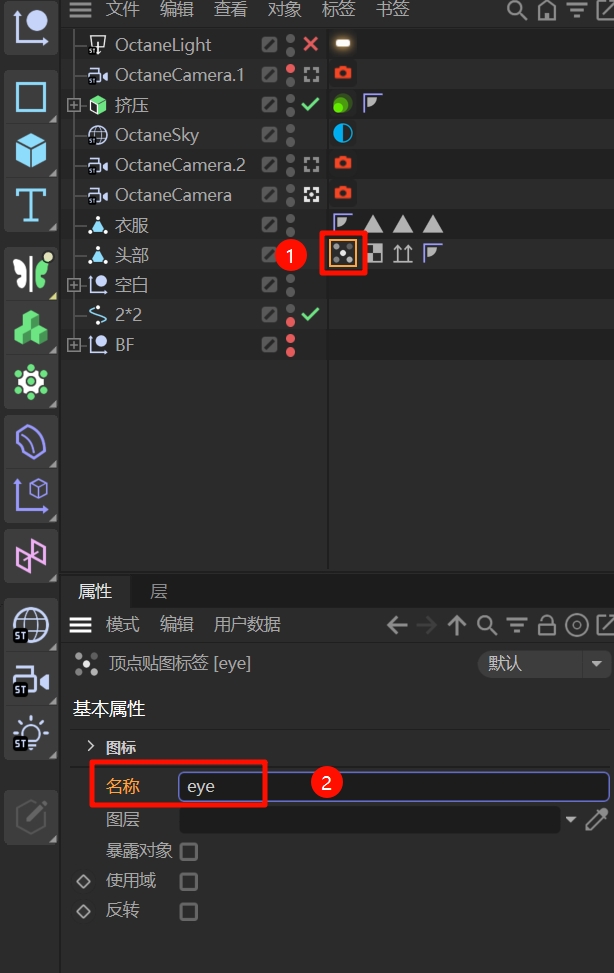 文件 编辑 查看 对象 标签 书签
OctaneLight
OctaneCamera.1
挤压
OctaneSky
OctaneCamera.2
OctaneCamera
衣服
头部
1
空白
2*2
BF
属性 层
模式 编辑 用户数据
顶点贴图标签 [eye]
默认
基本属性
图标
名称 eye
2
图层
暴露对象
使用域
反转
ST
ST
ST